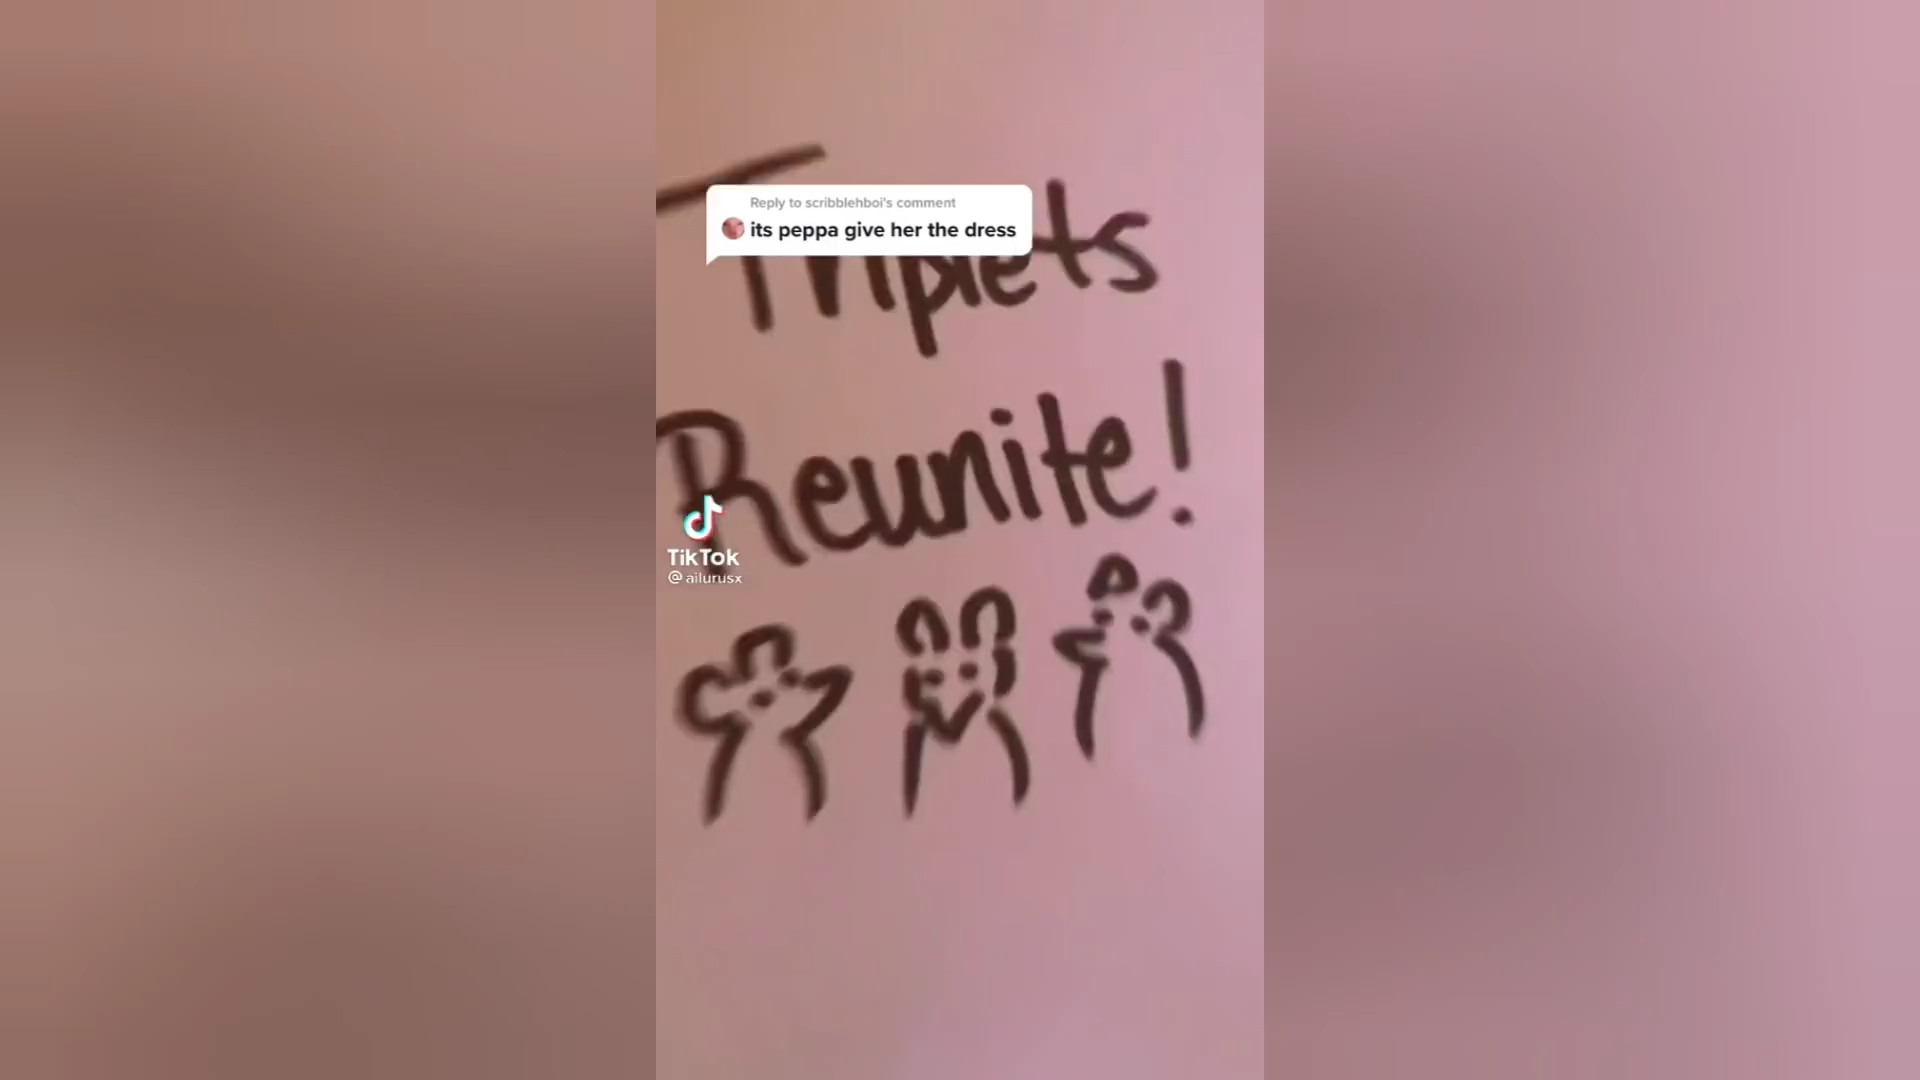 Reply to scribblehboi's comment
its peppa give her the dress
Triplets
Reunite!
TikTok
@ailurusx